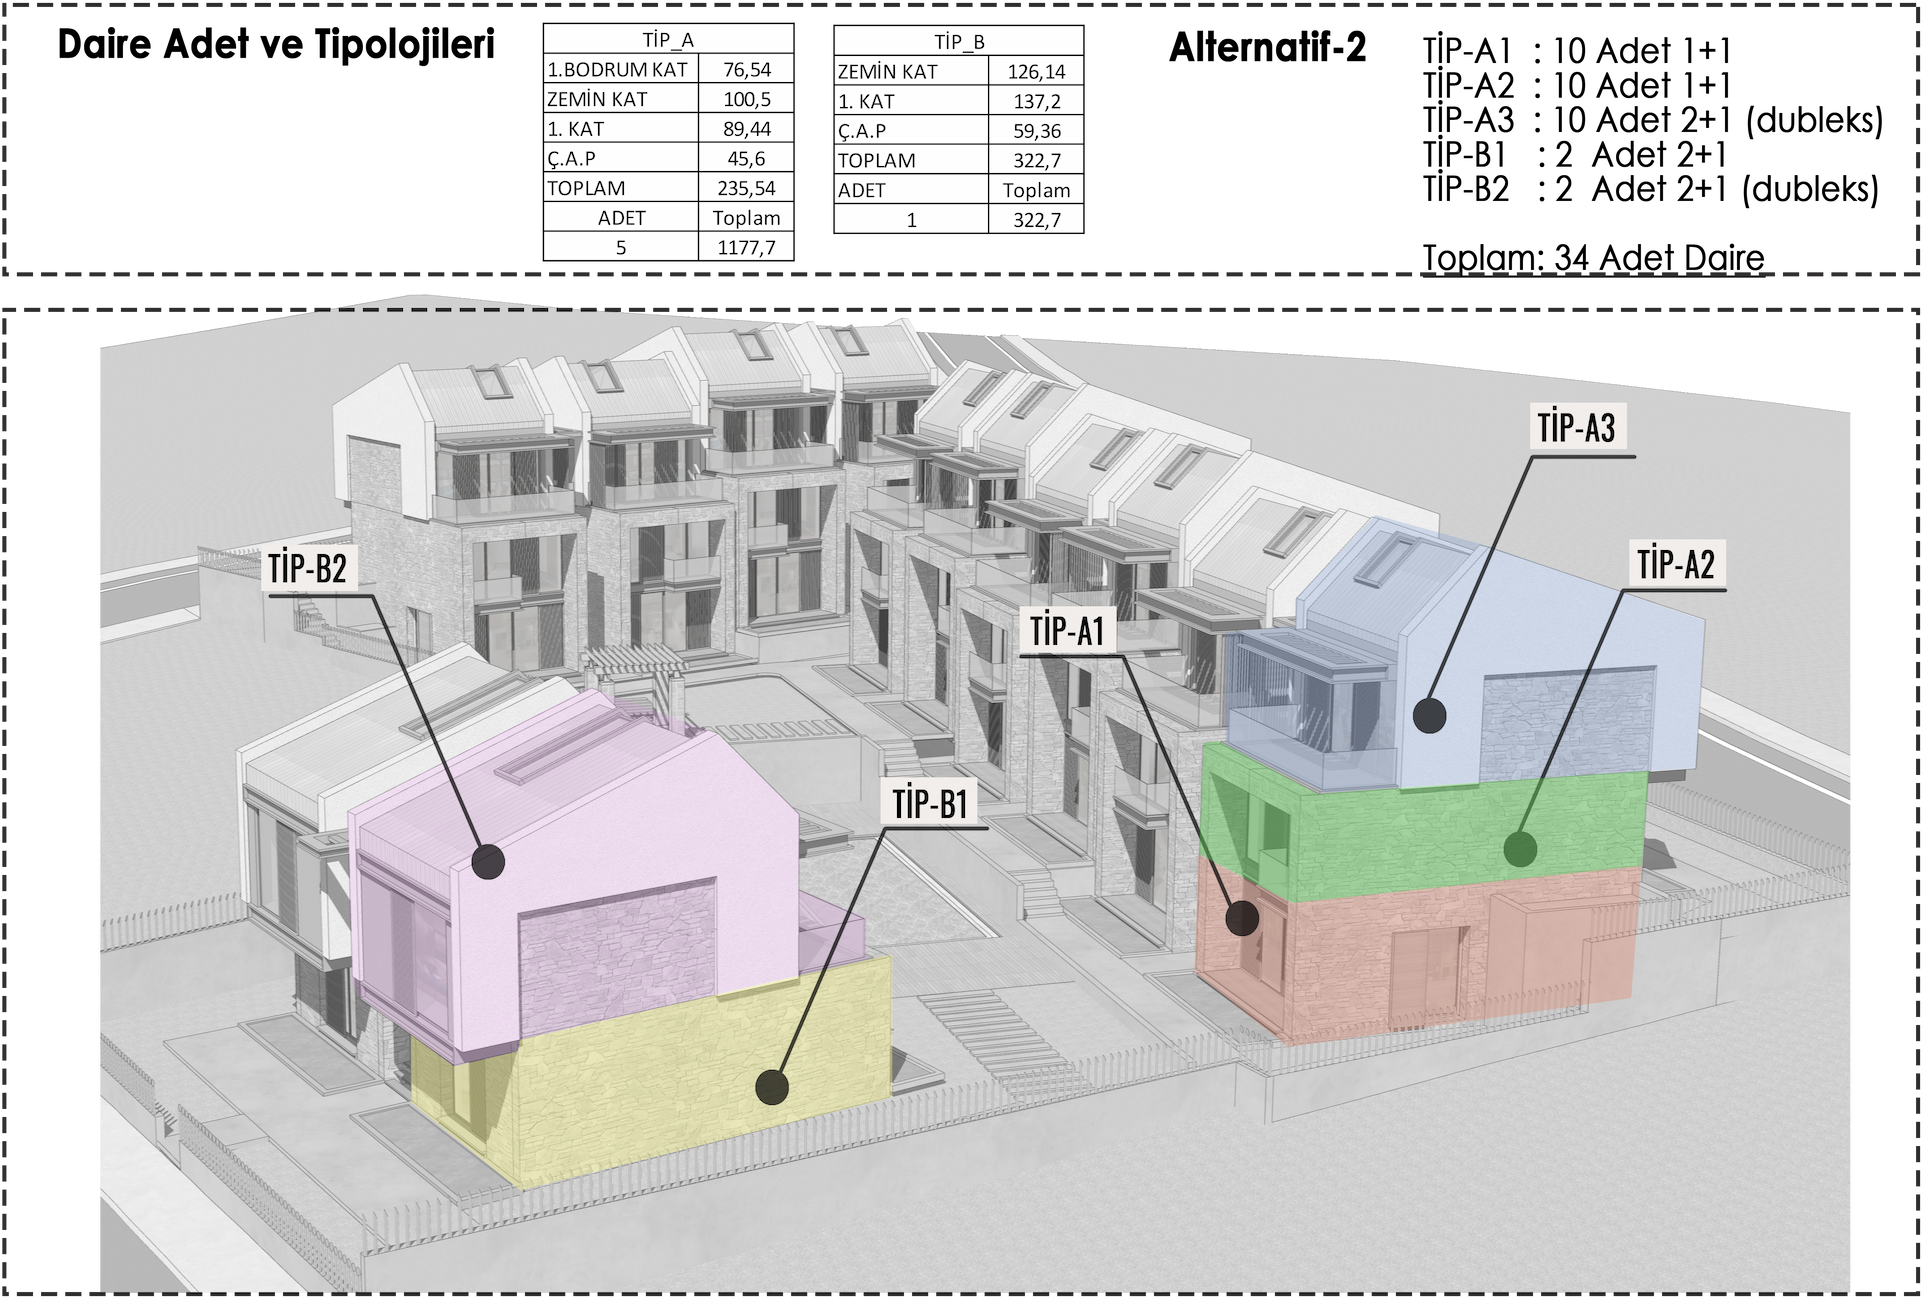 Daire Adet ve Tipolojileri
TİP_A
1.BODRUM KAT 76,54
ZEMİN KAT 100,5
1. KAT 89,44
Ç.A.P 45,6
TOPLAM 235,54
ADET Toplam
5 1177,7
TİP_B
ZEMİN KAT 126,14
1. KAT 137,2
Ç.A.P 59,36
TOPLAM 322,7
ADET Toplam
1 322,7
Alternatif-2
TİP-A1 : 10 Adet 1+1
TİP-A2 : 10 Adet 1+1
TİP-A3 : 10 Adet 2+1 (dubleks)
TİP-B1 : 2 Adet 2+1
TİP-B2 : 2 Adet 2+1 (dubleks)
Toplam: 34 Adet Daire
TİP-A3
TİP-A2
TİP-B2
TİP-A1
TİP-B1